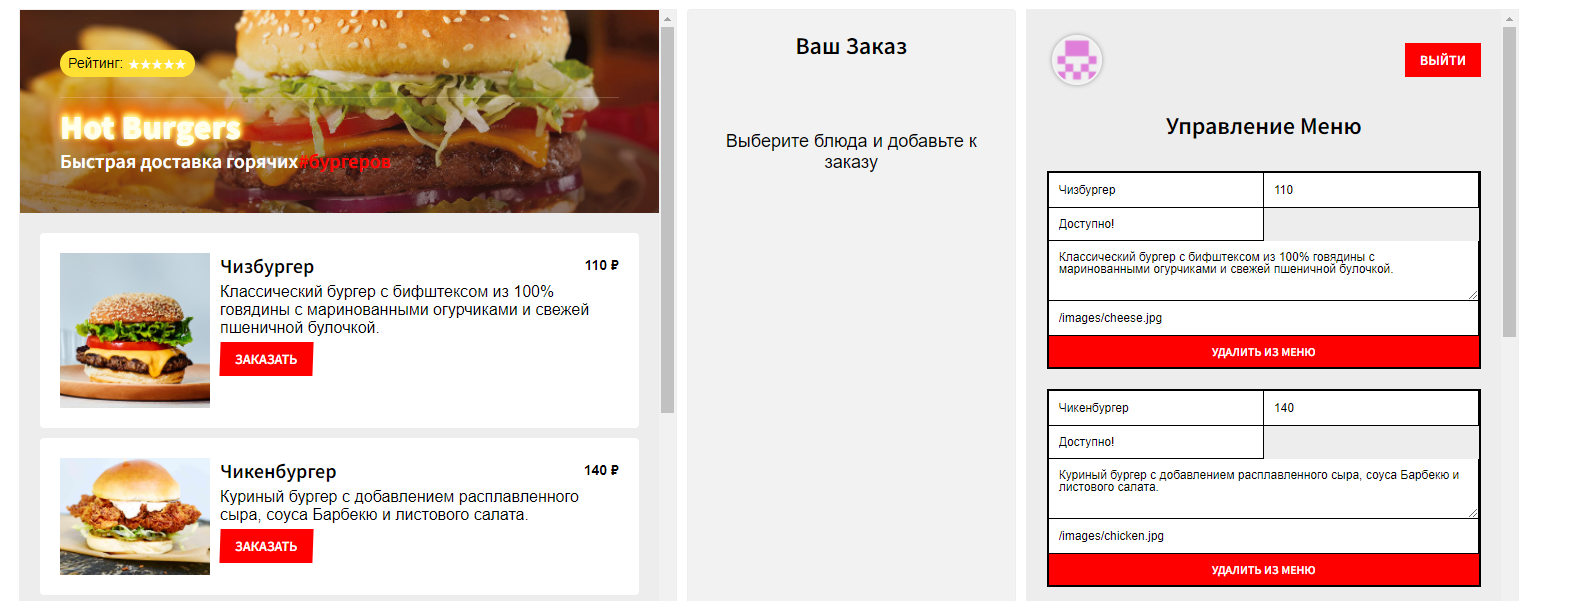 Рейтинг: ★★★★★
Hot Burgers
Быстрая доставка горячих #бургеров
Чизбургер
110 ₽
Классический бургер с бифштексом из 100%
говядины с маринованными огурчиками и свежей
пшеничной булочкой.
ЗАКАЗАТЬ
Чикенбургер
140 ₽
Куриный бургер с добавлением расплавленного
сыра, соуса Барбекю и листового салата.
ЗАКАЗАТЬ
Ваш Заказ
Выберите блюда и добавьте к
заказу
ВЫЙТИ
Управление Меню
Чизбургер
110
Доступно!
Классический бургер с бифштексом из 100% говядины с
маринованными огурчиками и свежей пшеничной булочкой.
/images/cheese.jpg
УДАЛИТЬ ИЗ МЕНЮ
Чикенбургер
140
Доступно!
Куриный бургер с добавлением расплавленного сыра, соуса Барбекю и
листового салата.
/images/chicken.jpg
УДАЛИТЬ ИЗ МЕНЮ